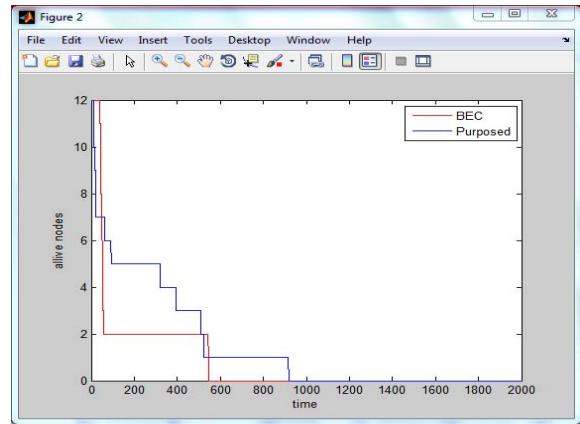 Figure 2
File Edit View Insert Tools Desktop Window Help
BEC
Purposed
allive nodes
12
10
8
6
4
2
0
0 200 400 600 800 1000 1200 1400 1600 1800 2000
time